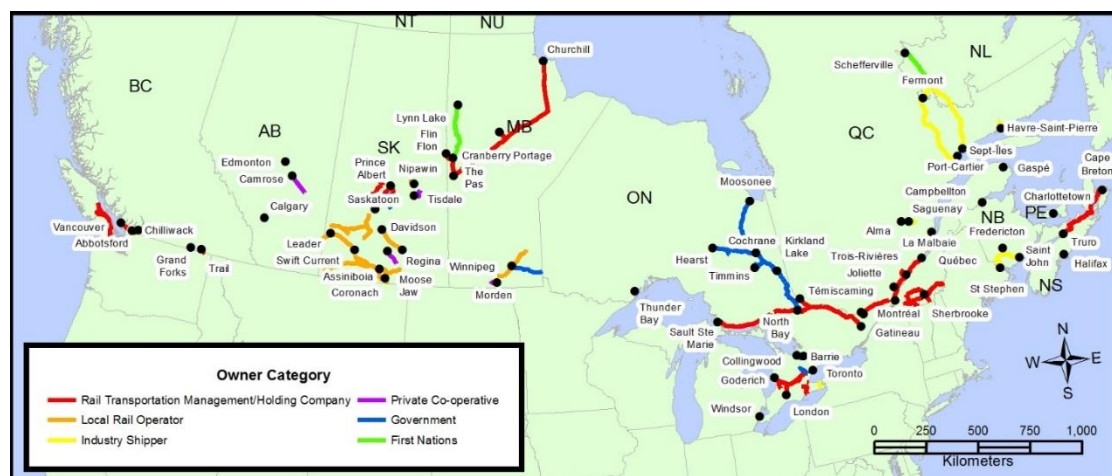 NT
NU
NL
BC
AB
SK
MB
ON
QC
NB
PE
NS
Churchill
Lynn Lake
Flin
Flon
Cranberry Portage
The
Pas
Edmonton
Camrose
Calgary
Prince
Albert
Nipawin
Saskatoon
Tisdale
Davidson
Leader
Swift Current
Regina
Assiniboia
Coronach
Moose
Jaw
Winnipeg
Morden
Vancouver
Abbotsford
Chilliwack
Grand
Forks
Trail
Schefferville
Fermont
Havre-Saint-Pierre
Sept-Îles
Port-Cartier
Gaspé
Cape
Breton
Campbellton
Charlottetown
Saguenay
Alma
La Malbaie
Fredericton
Saint
John
Truro
Halifax
St Stephen
Québec
Trois-Rivières
Joliette
Montréal
Sherbrooke
Gatineau
Témiscaming
Moosonee
Cochrane
Kirkland
Lake
Hearst
Timmins
Thunder
Bay
Sault Ste
Marie
North
Bay
Collingwood
Barrie
Toronto
Goderich
Windsor
London
N
W
E
S
Owner Category
Rail Transportation Management/Holding Company
Local Rail Operator
Industry Shipper
Private Co-operative
Government
First Nations
0 250 500 750 1,000
Kilometers